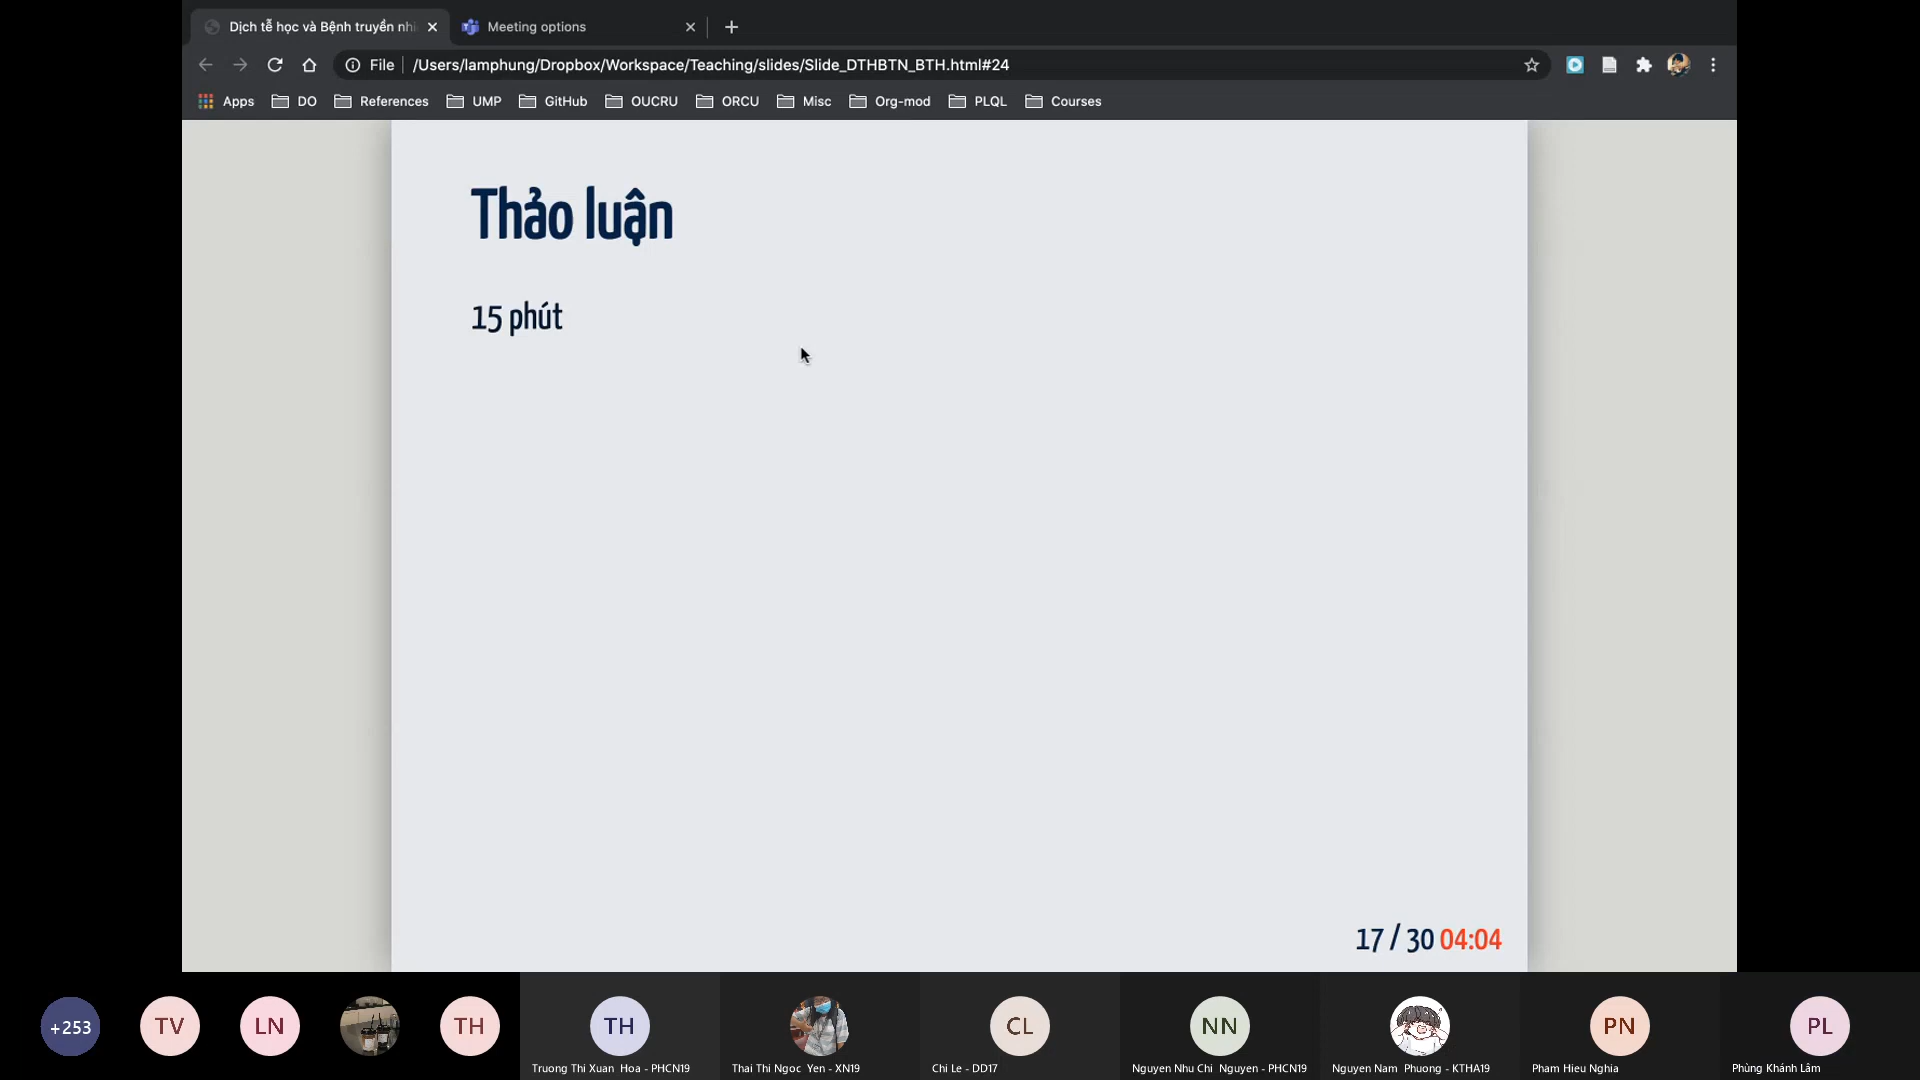 Dịch tễ học và Bệnh truyền nhi
Meeting options
File
/Users/lamphung/Dropbox/Workspace/Teaching/slides/Slide_DTHBTN_BTH.html#24
Apps DO References UMP GitHub OUCRU ORCU Misc Org-mod PLQL Courses
Thảo luận
15 phút
17 / 30 04:04
+253 TV LN TH TH CL NN PN PL
Truong Thi Xuan Hoa - PHCN19
Thai Thi Ngoc Yen - XN19
Chi Le - DD17
Nguyen Nhu Chi Nguyen - PHCN19
Nguyen Nam Phuong - KTHA19
Pham Hieu Nghia
Phùng Khánh Lâm